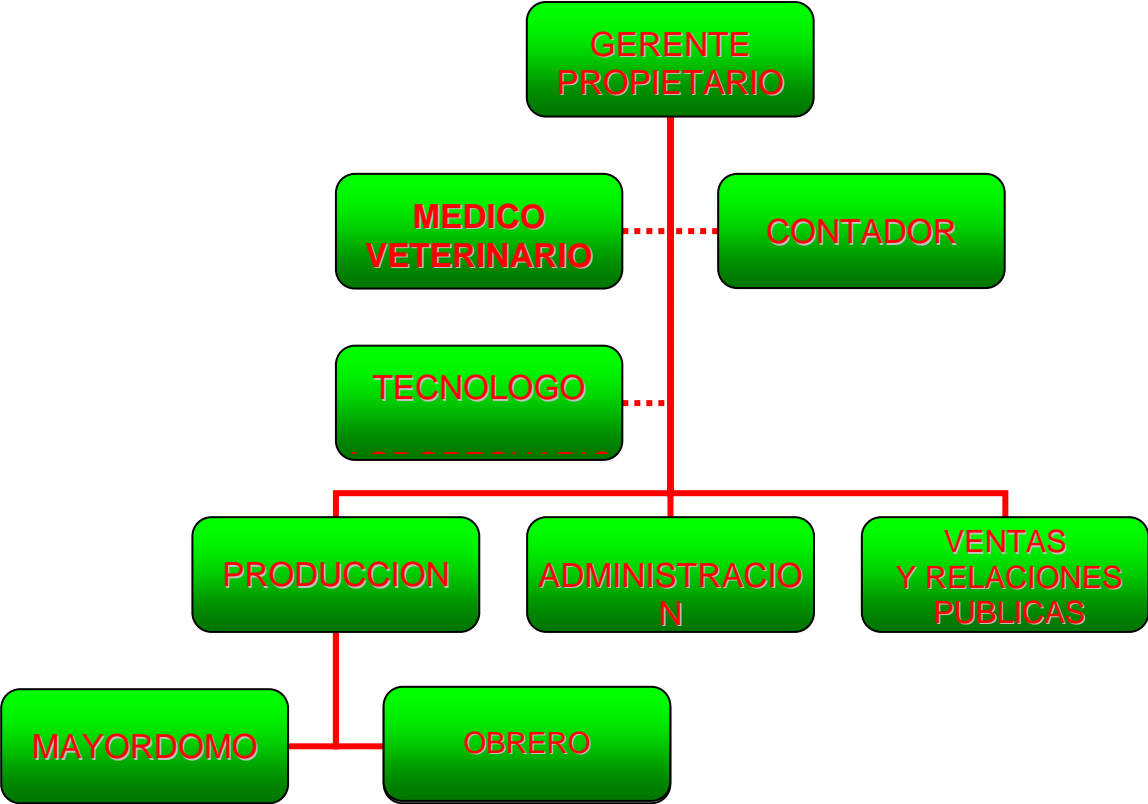 GERENTE
PROPIETARIO
MEDICO
VETERINARIO
CONTADOR
TECNOLOGO
PRODUCCION
ADMINISTRACIO
N
VENTAS
Y RELACIONES
PUBLICAS
MAYORDOMO
OBRERO